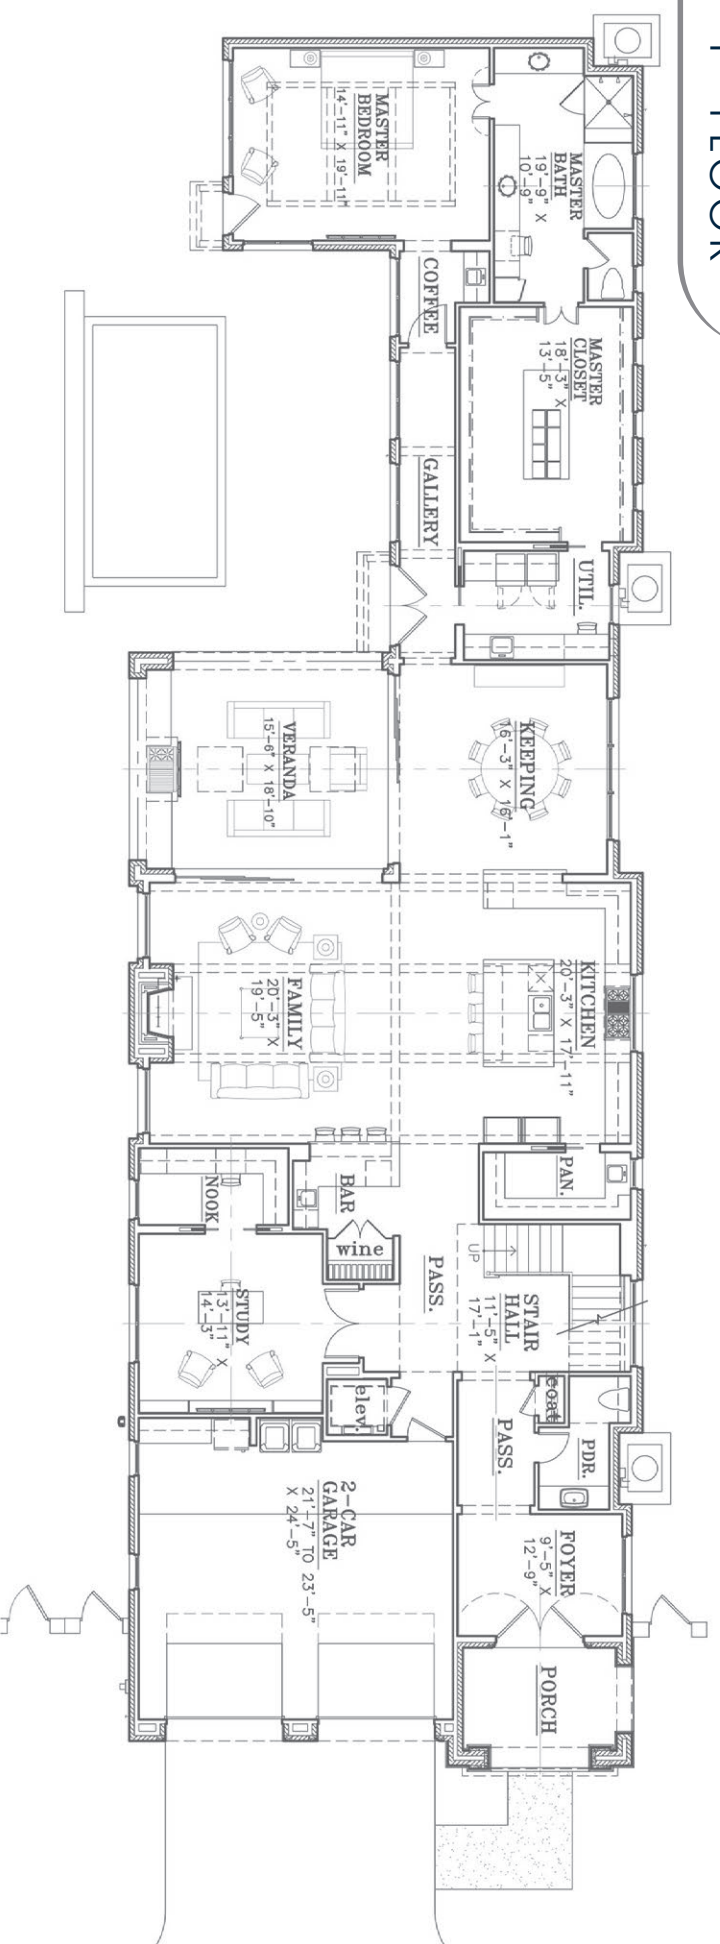 FLOOR
MASTER
BEDROOM
14'-11" X 19'-11"
MASTER
BATH
19'-9" X
10'-9"
COFFEE
MASTER
CLOSET
18'-3" X
13'-5"
GALLERY
UTIL.
VERANDA
15'-6" X 18'-10"
KEEPING
16'-3" X 16'-1"
FAMILY
20'-3" X
19'-5"
KITCHEN
20'-3" X 17'-11"
NOOK
BAR
PAN.
wine
UP
PASS.
STUDY
13'-11" X
14'-3"
STAIR
HALL
11'-5" X
17'-1"
elev.
coat
PASS.
PDR.
2-CAR
GARAGE
21'-7" TO 23'-5"
X 24'-5"
FOYER
9'-5" X
12'-9"
PORCH